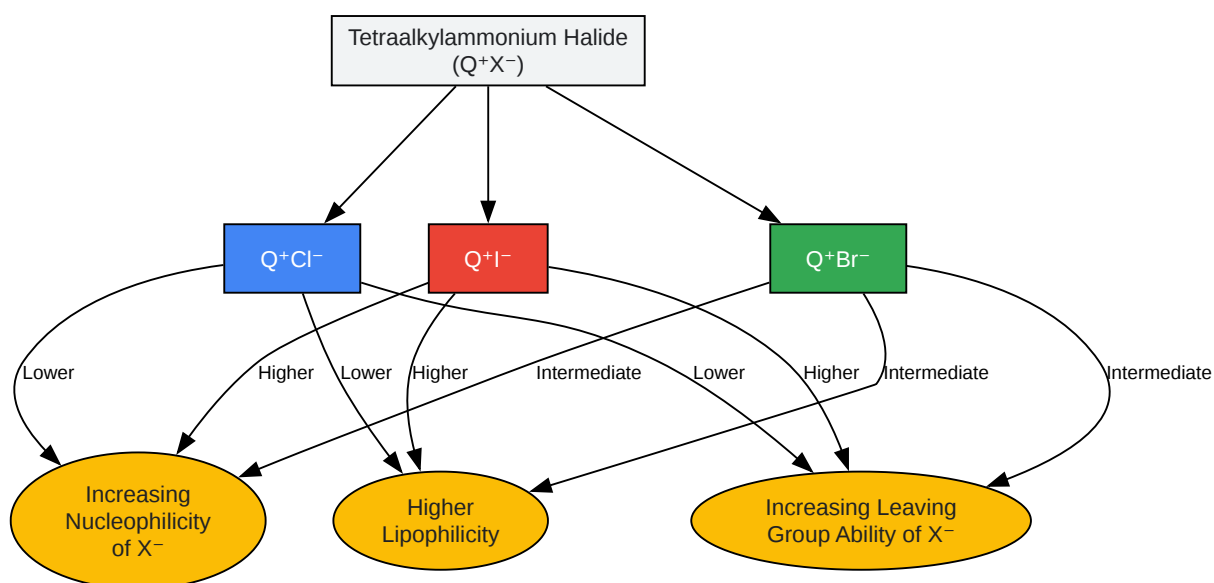 Tetraalkylammonium Halide
(Q⁺X⁻)
Q⁺Cl⁻
Q⁺I⁻
Q⁺Br⁻
Lower
Higher
Lower
Higher
Intermediate
Lower
Higher
Intermediate
Intermediate
Increasing
Nucleophilicity
of X⁻
Higher
Lipophilicity
Increasing Leaving
Group Ability of X⁻